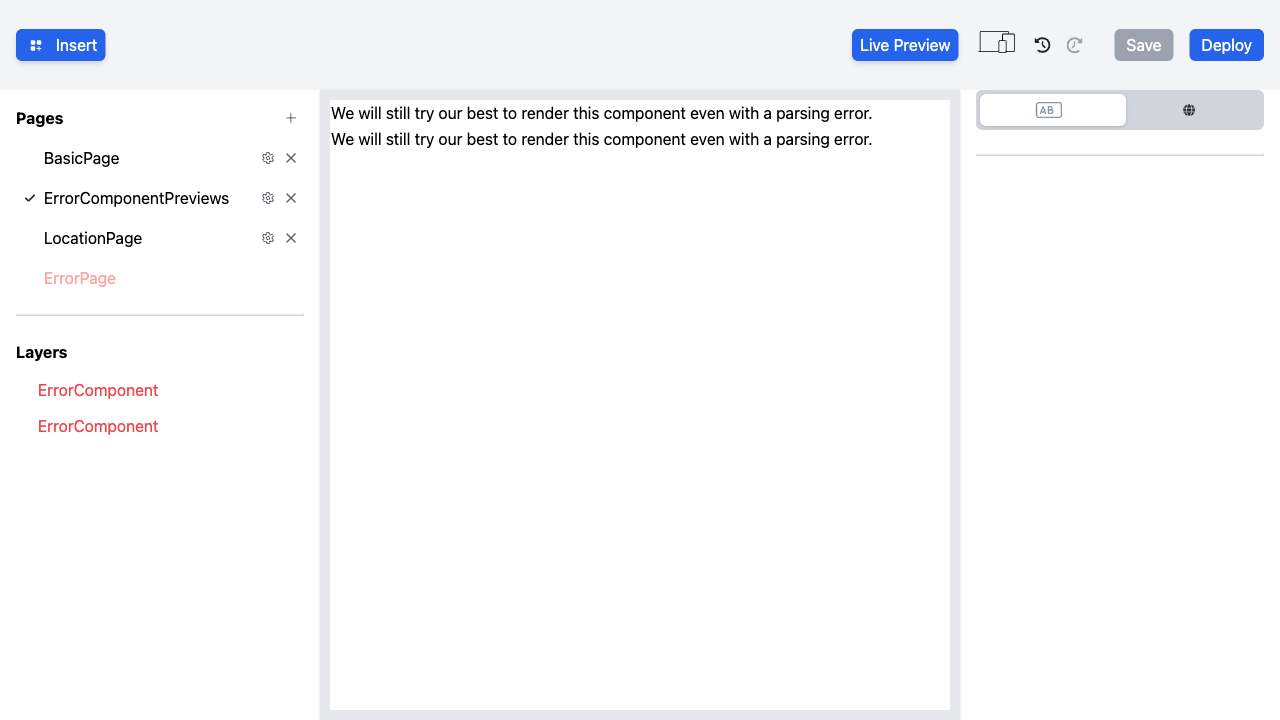 Insert
Live Preview
Save
Deploy
Pages
BasicPage
ErrorComponentPreviews
LocationPage
ErrorPage
Layers
ErrorComponent
ErrorComponent
We will still try our best to render this component even with a parsing error.
We will still try our best to render this component even with a parsing error.
AB